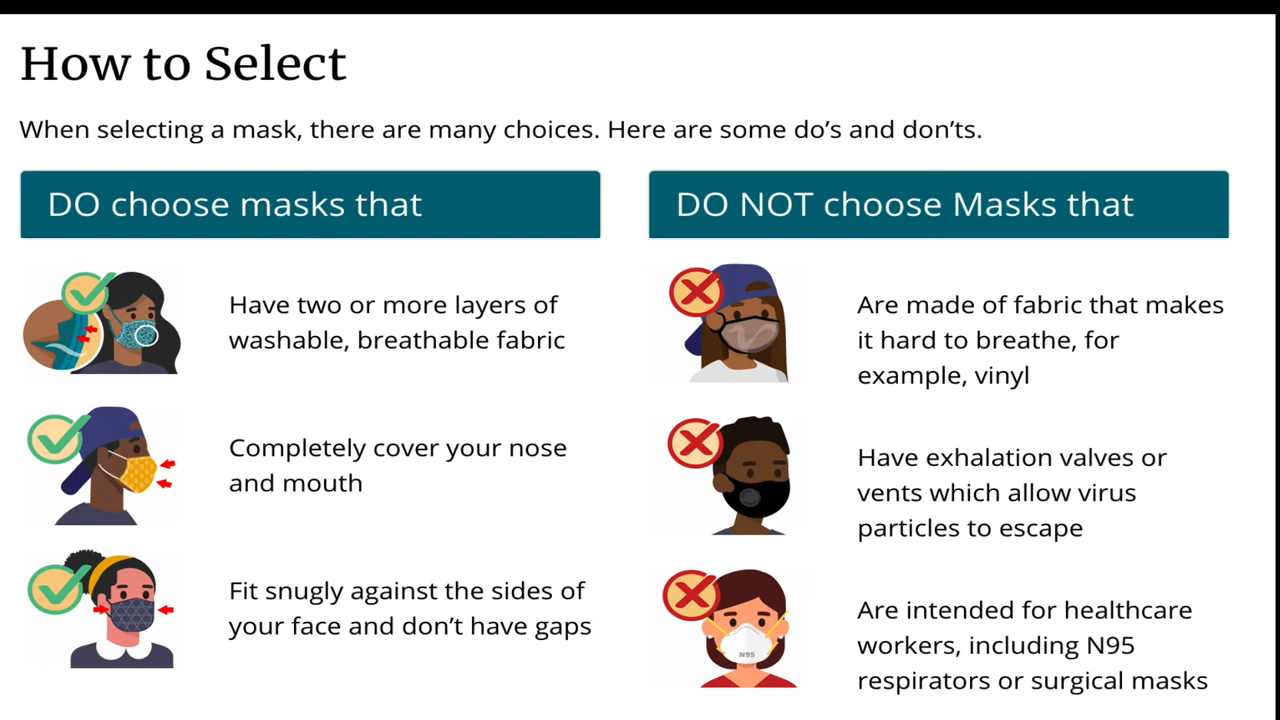 How to Select
When selecting a mask, there are many choices. Here are some do’s and don’ts.
DO choose masks that
Have two or more layers of
washable, breathable fabric
Completely cover your nose
and mouth
Fit snugly against the sides of
your face and don’t have gaps
DO NOT choose Masks that
Are made of fabric that makes
it hard to breathe, for
example, vinyl
Have exhalation valves or
vents which allow virus
particles to escape
N95
Are intended for healthcare
workers, including N95
respirators or surgical masks